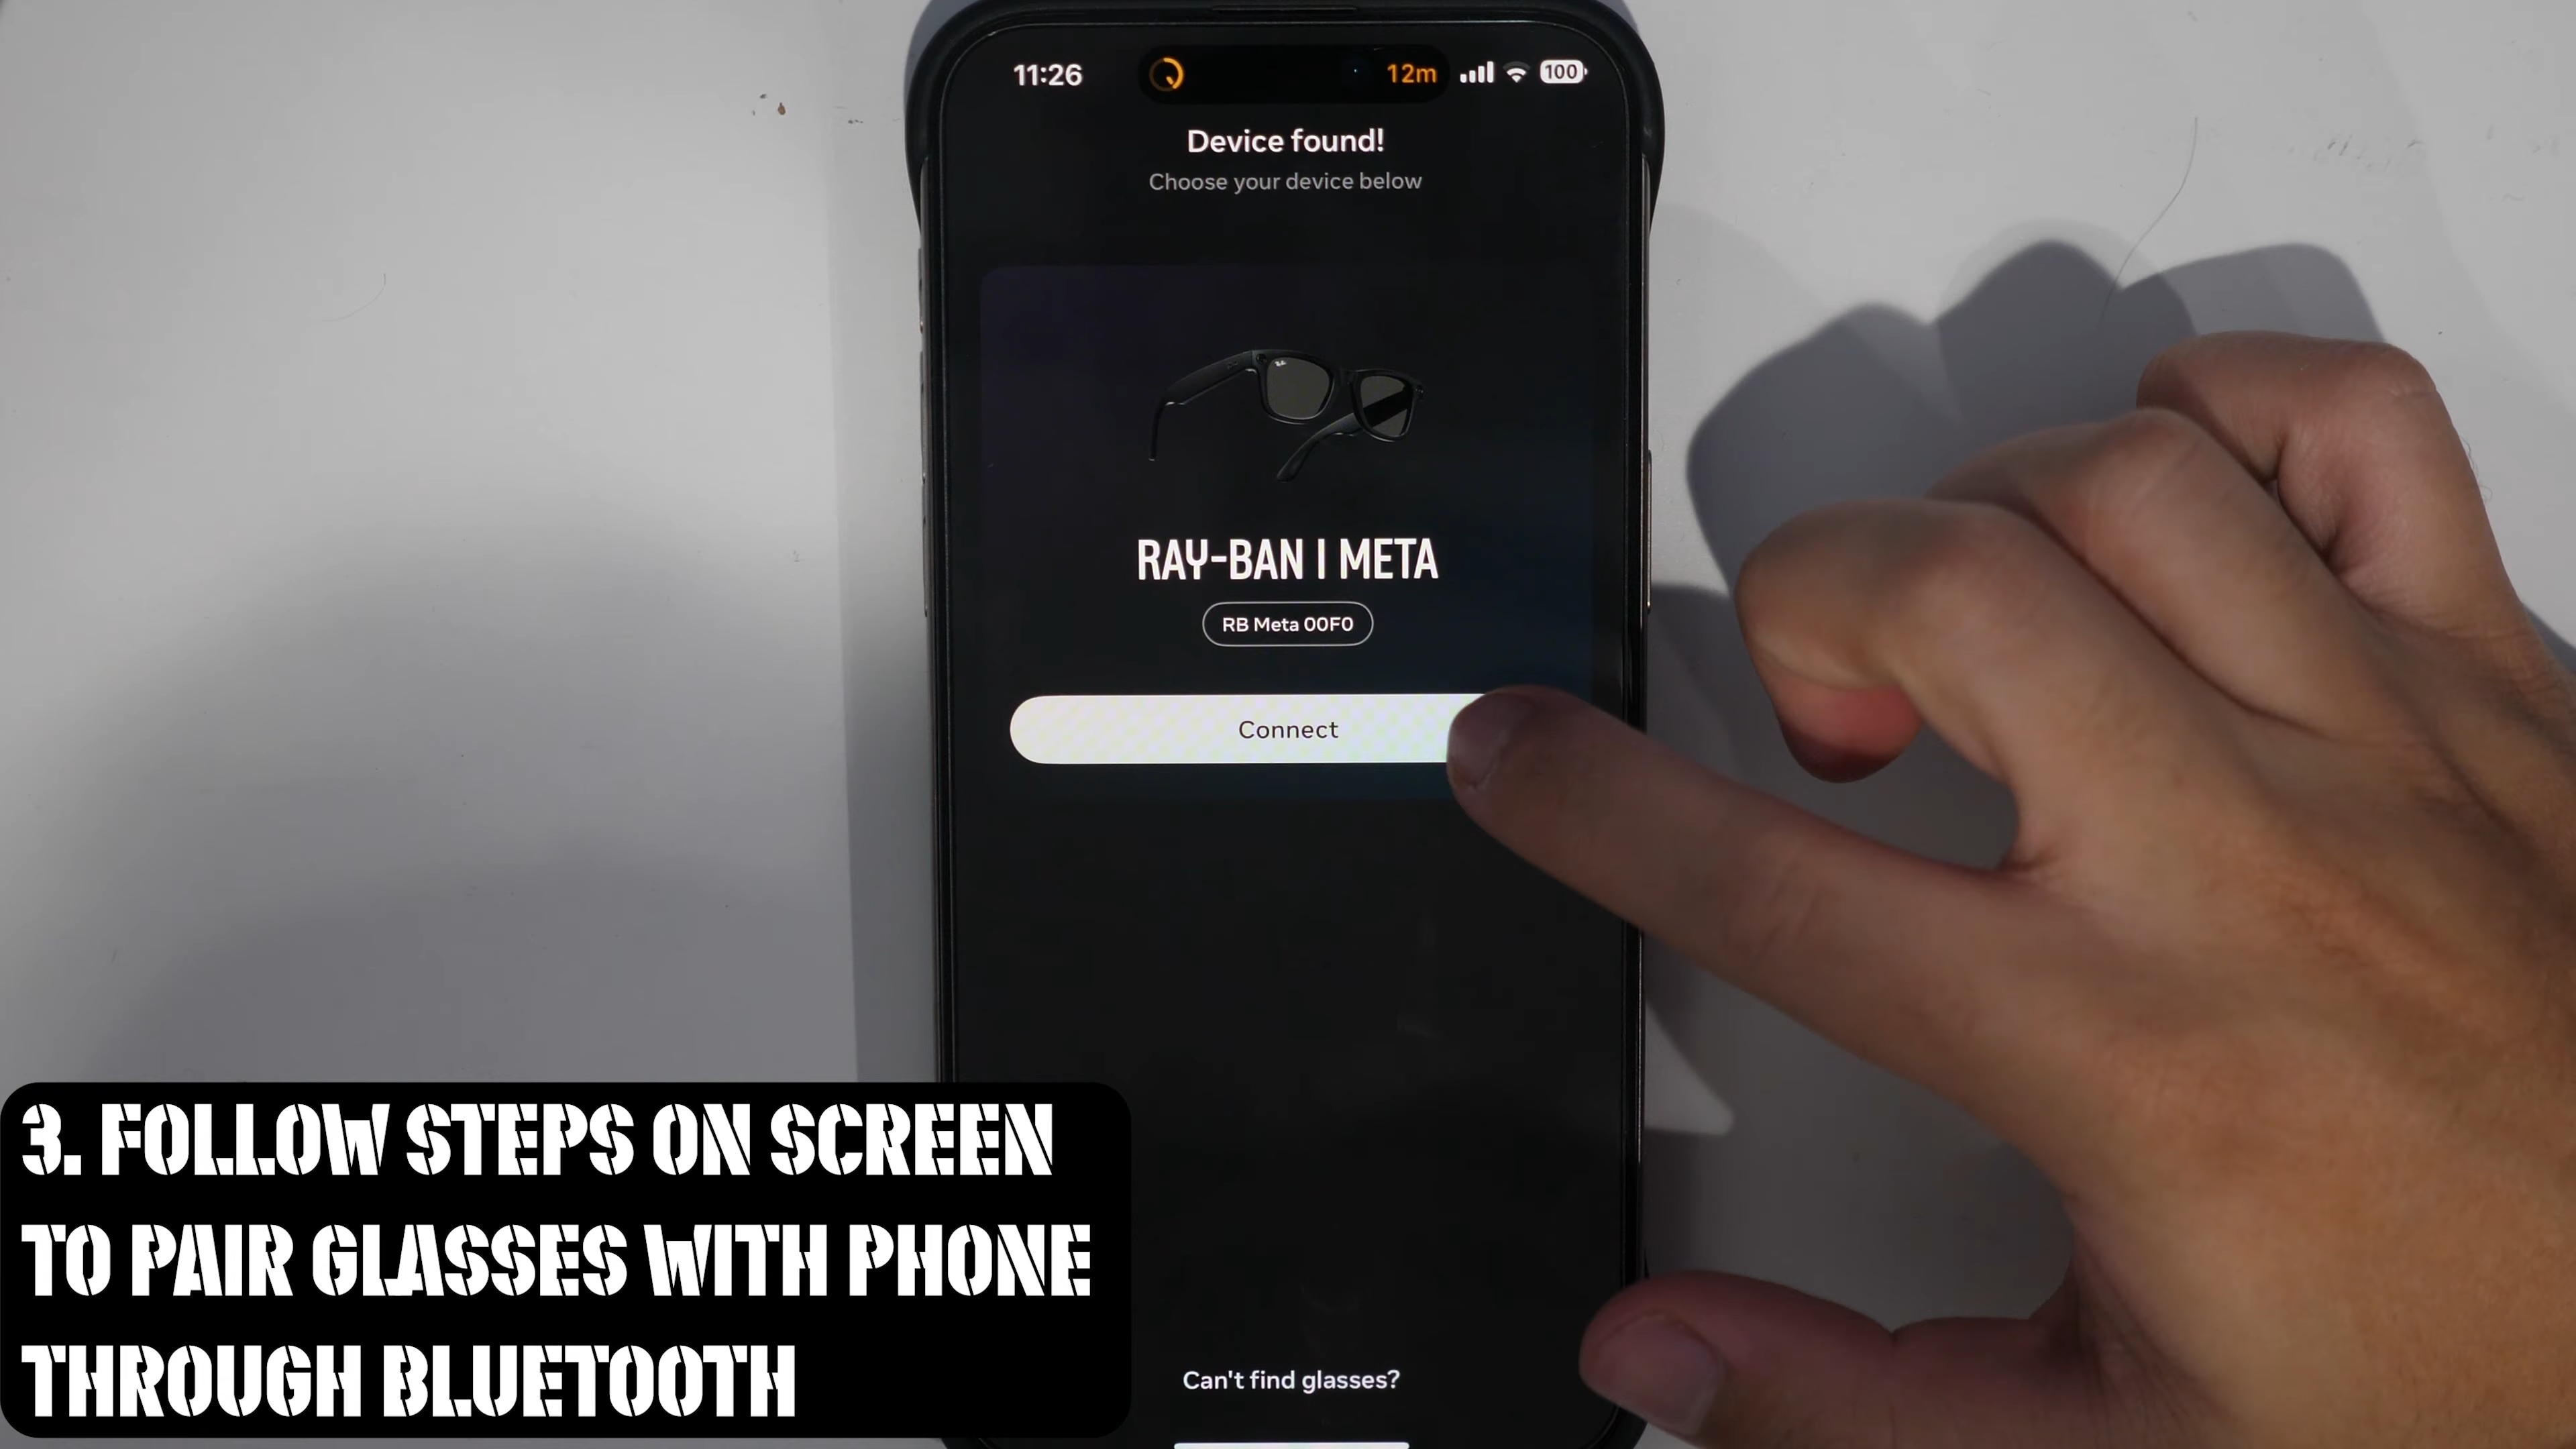 11:26
12m
100
Device found!
Choose your device below
RAY-BAN | META
RB Meta 00F0
Connect
Can't find glasses?
3. FOLLOW STEPS ON SCREEN
TO PAIR GLASSES WITH PHONE
THROUGH BLUETOOTH